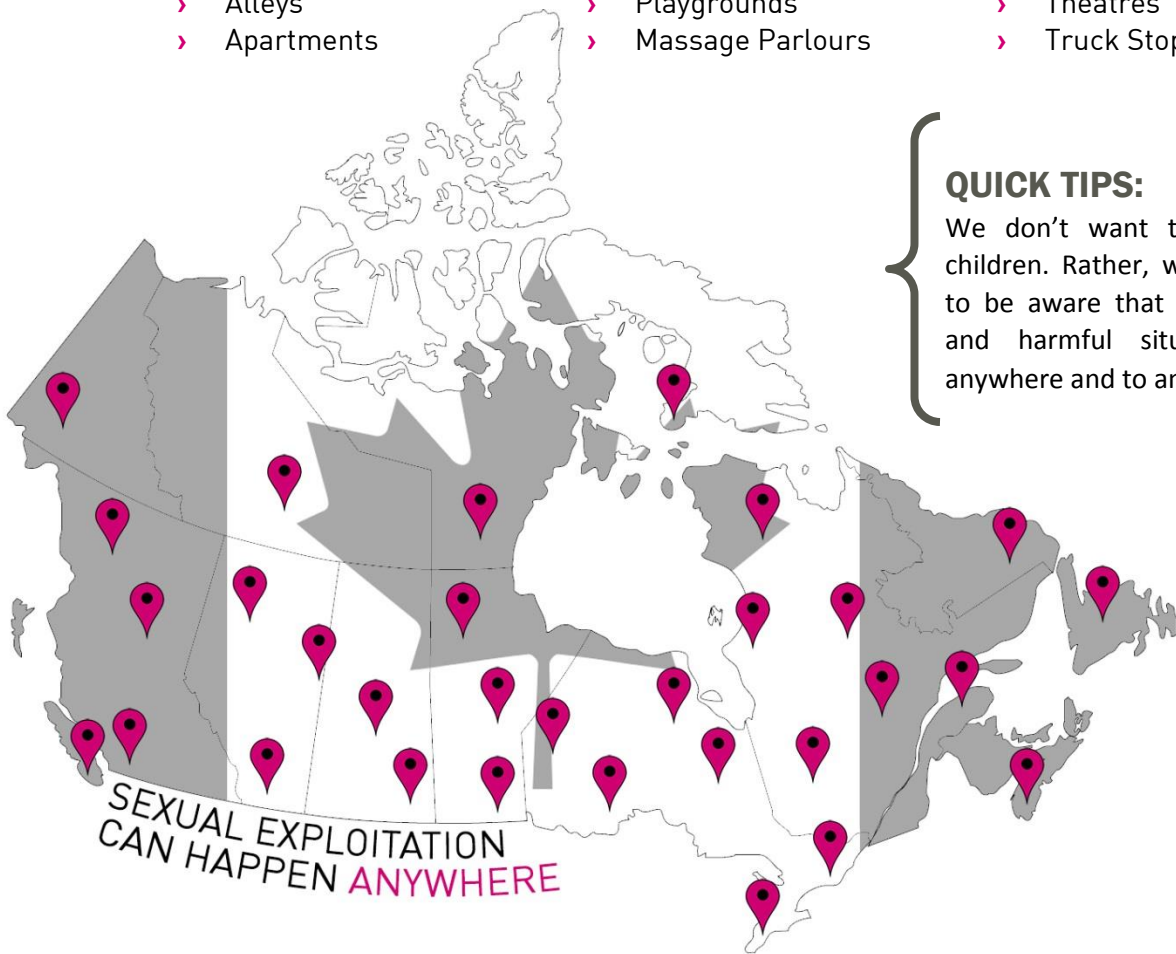 › Alleys
› Apartments
› Playgrounds
› Massage Parlours
› Theatres
› Truck
QUICK TIPS:
We don’t want
children. Rather,
to be aware that
and harmful
anywhere and to
SEXUAL EXPLOITATION
CAN HAPPEN ANYWHERE